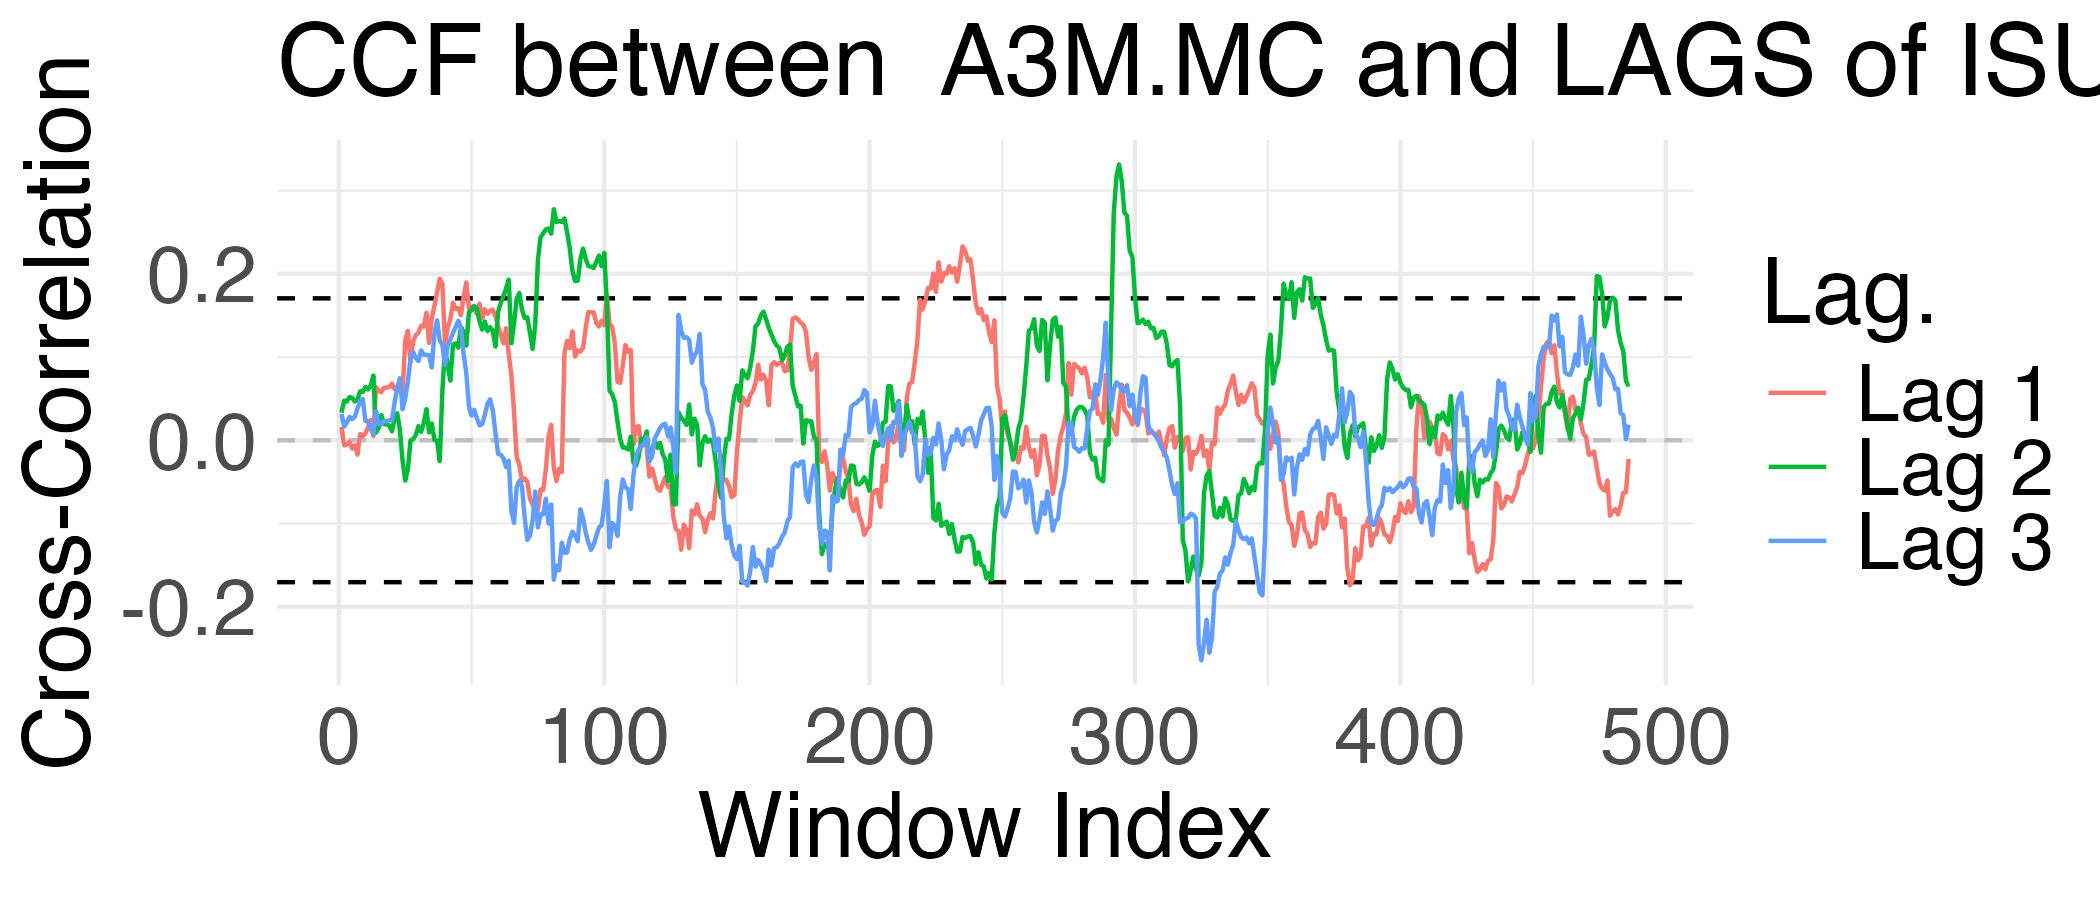 CCF between  A3M.MC and LAGS of ISU
Cross-Correlation
0.2
0.0
-0.2
0
100
200
300
400
500
Window Index
Lag.
Lag 1
Lag 2
Lag 3